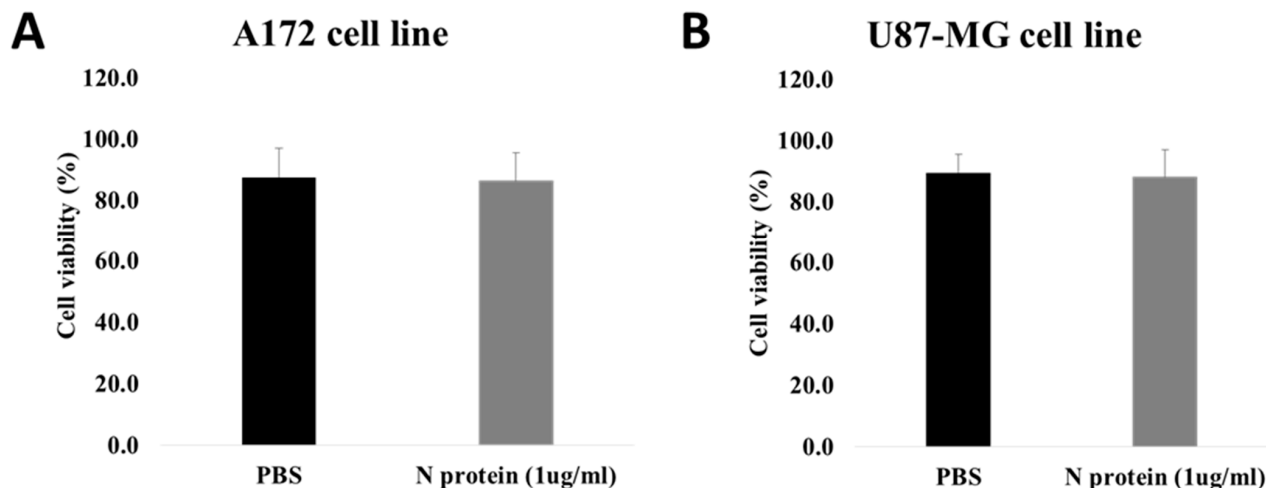 A
A172 cell line
120.0
100.0
80.0
60.0
40.0
20.0
0.0
Cell viability (%)
PBS
N protein (1ug/ml)
B
U87-MG cell line
120.0
100.0
80.0
60.0
40.0
20.0
0.0
Cell viability (%)
PBS
N protein (1ug/ml)